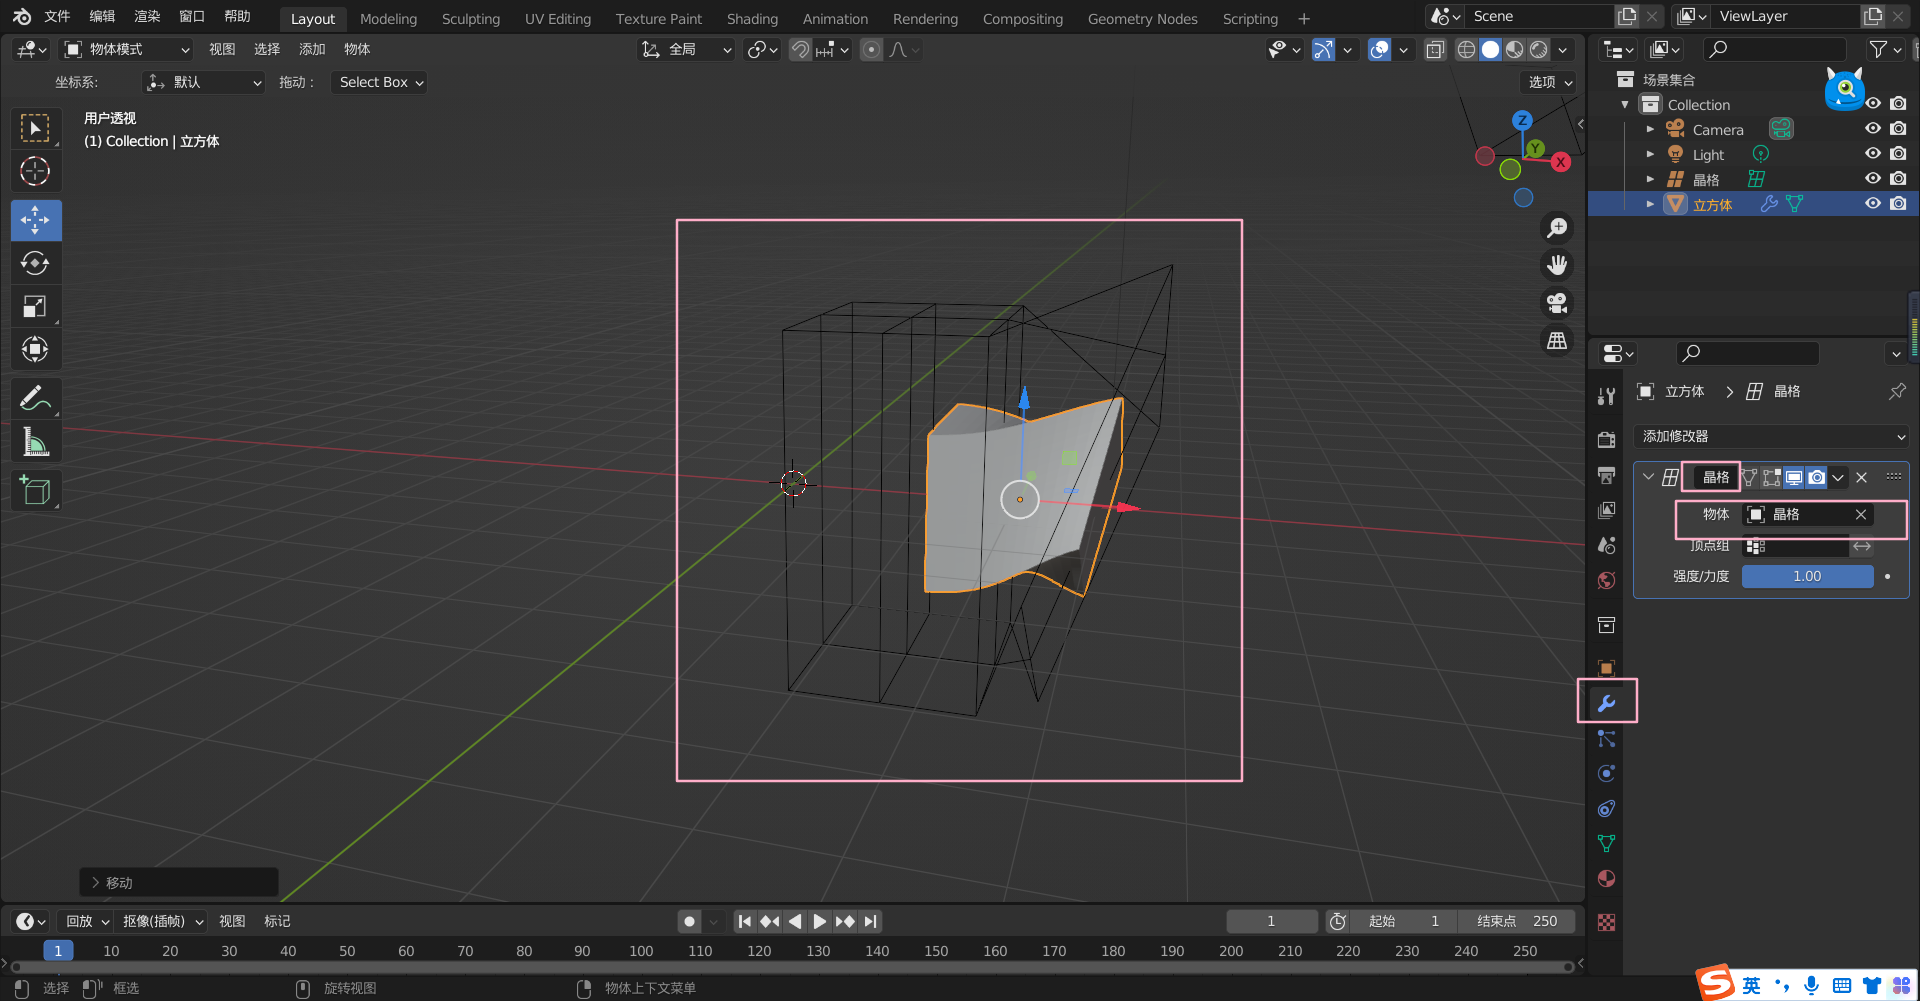 文件 编辑 渲染 窗口 帮助 Layout Modeling Sculpting UV Editing Texture Paint Shading Animation Rendering Compositing Geometry Nodes Scripting + Scene ViewLayer
物体模式 视图 选择 添加 物体 全局
坐标系: 默认 拖动: Select Box 选项
用户透视
(1) Collection | 立方体
Z
Y
X
场景集合
Collection
Camera
Light
晶格
立方体
立方体 > 晶格
添加修改器
晶格
物体 晶格
顶点组
强度/力度 1.00
> 移动
回放 抠像(插帧) 视图 标记 1 起始 1 结束点 250
1 10 20 30 40 50 60 70 80 90 100 110 120 130 140 150 160 170 180 190 200 210 220 230 240 250
选择 框选 旋转视图 物体上下文菜单
S 英